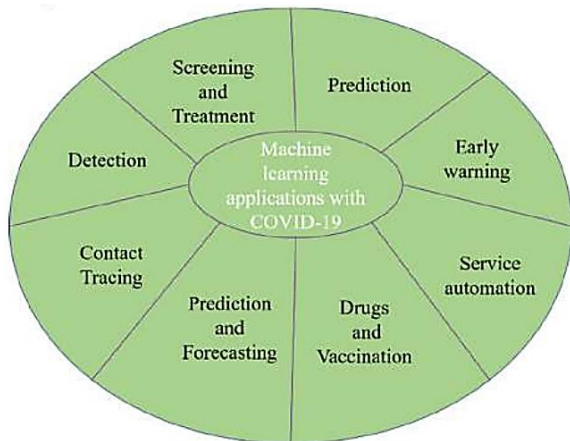 Screening
and
Treatment
Prediction
Early
warning
Service
automation
Drugs
and
Vaccination
Prediction
and
Forecasting
Contact
Tracing
Detection
Machine
learning
applications with
COVID-19